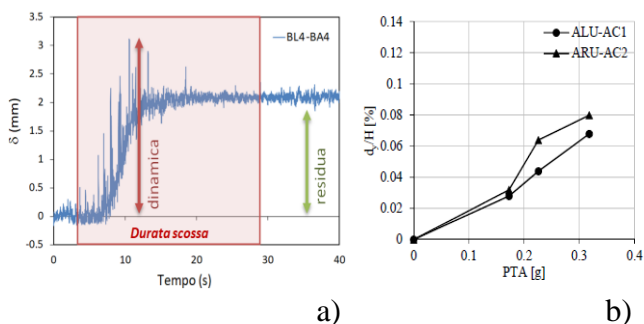 3.5
3
2.5
2
1.5
1
0.5
0
-0.5
δ (mm)
BL4-BA4
dinamica
residua
Durata scossa
0
10
20
30
40
Tempo (s)
a)
0.14
0.12
0.1
0.08
0.06
0.04
0.02
0
d_r/H [%]
ALU-AC1
ARU-AC2
0
0.1
0.2
0.3
0.4
PTA [g]
b)